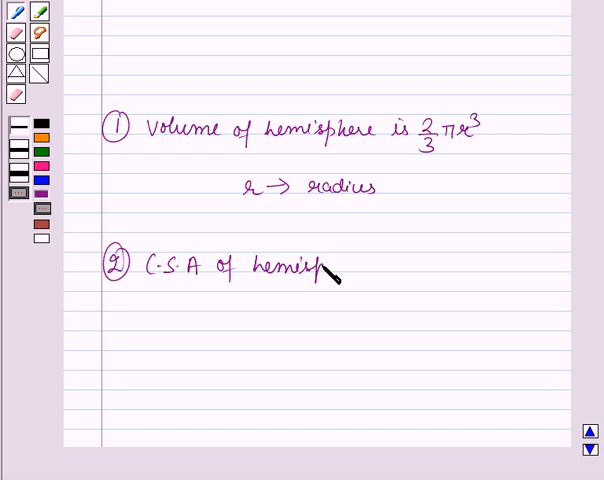 ① Volume of hemisphere is 2/3 πr³
r → radius
② C.S.A of hemisp